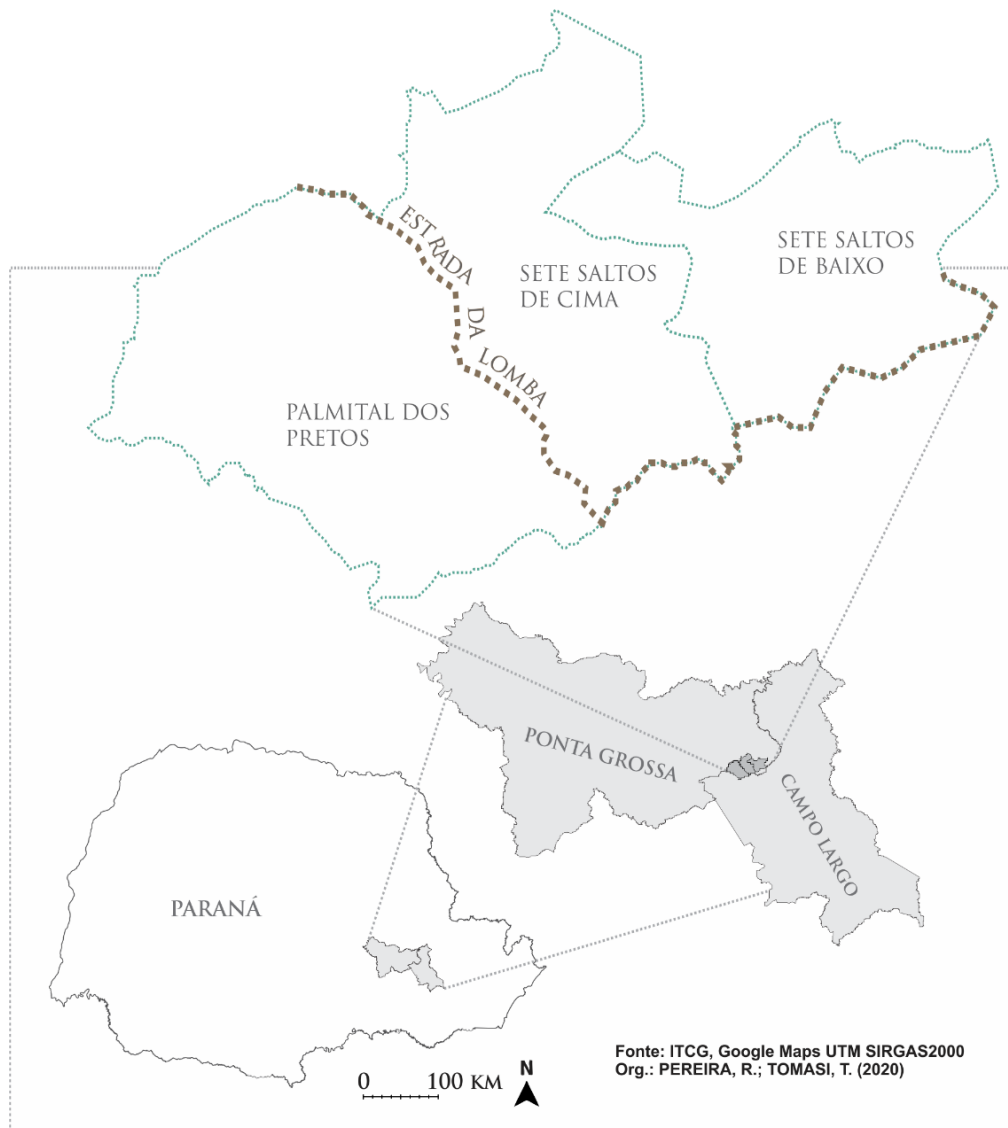 ESTRADA
DA
LOMBA
SETE SALTOS
DE CIMA
SETE SALTOS
DE BAIXO
PALMITAL DOS
PRETOS
PONTA GROSSA
CAMPO LARGO
PARANÁ
0 100 KM
N
Fonte: ITCG, Google Maps UTM SIRGAS2000
Org.: PEREIRA, R.; TOMASI, T. (2020)